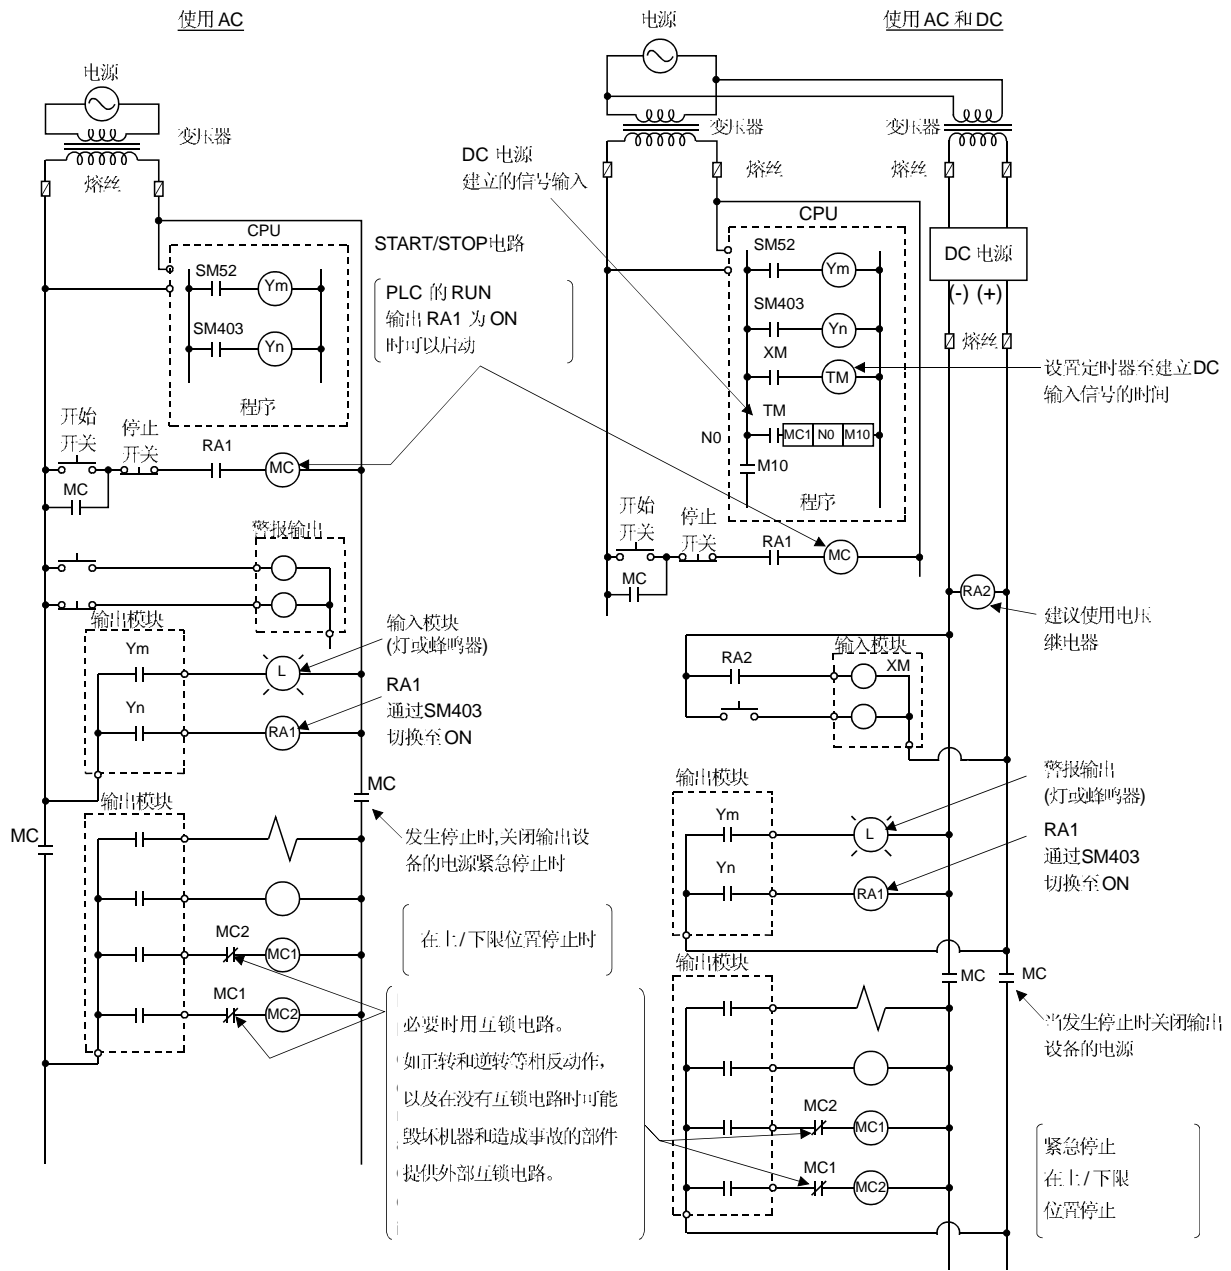 使用 AC
电源
变压器
熔丝
CPU
SM52
Ym
SM403
Yn
程序
START/STOP电路
PLC 的 RUN
输出 RA1 为 ON
时可以启动
开始
开关
停止
开关
RA1
MC
MC
警报输出
输出模块
Ym
L
Yn
RA1
输入模块
(灯或蜂鸣器)
RA1
通过SM403
切换至ON
MC
MC
输出模块
发生停止时,关闭输出设
备的电源紧急停止时
MC2
MC1
MC1
MC2
在上/下限位置停止时
必要时用互锁电路。
如正转和逆转等相反动作,
以及在没有互锁电路时可能
毁坏机器和造成事故的部件
提供外部互锁电路。
使用 AC 和 DC
电源
变压器
变压器
熔丝
熔丝
DC 电源
建立的信号输入
CPU
SM52
Ym
SM403
Yn
XM
TM
TM
N0
MC1 N0 M10
M10
程序
DC 电源
(-) (+)
熔丝
设置定时器至建立DC
输入信号的时间
开始
开关
停止
开关
RA1
MC
MC
RA2
建议使用电压
继电器
输入模块
RA2
XM
输出模块
Ym
L
Yn
RA1
警报输出
(灯或蜂鸣器)
RA1
通过SM403
切换至ON
输出模块
MC
MC
当发生停止时关闭输出
设备的电源
MC2
MC1
MC1
MC2
紧急停止
在上/下限
位置停止